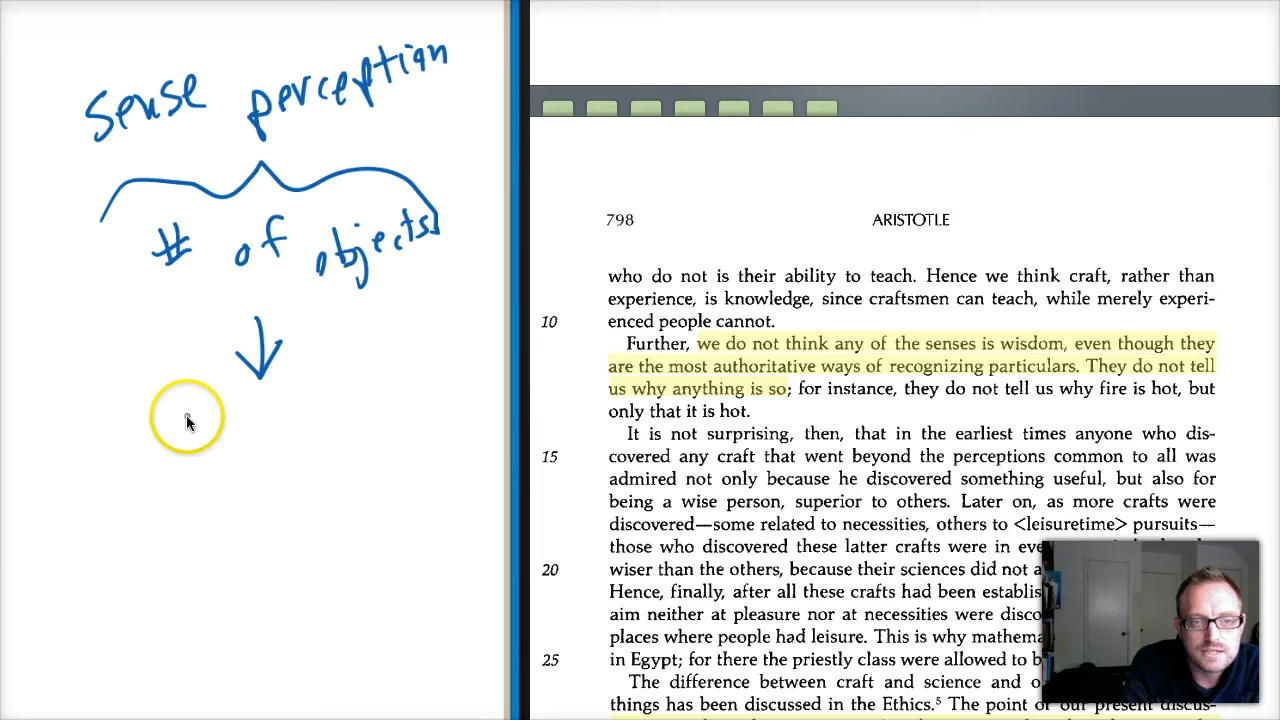 sense perception
# of objects
798 ARISTOTLE
who do not is their ability to teach. Hence we think craft, rather than
experience, is knowledge, since craftsmen can teach, while merely experi-
10 enced people cannot.
Further, we do not think any of the senses is wisdom, even though they
are the most authoritative ways of recognizing particulars. They do not tell
us why anything is so; for instance, they do not tell us why fire is hot, but
only that it is hot.
It is not surprising, then, that in the earliest times anyone who dis-
15 covered any craft that went beyond the perceptions common to all was
admired not only because he discovered something useful, but also for
being a wise person, superior to others. Later on, as more crafts were
discovered—some related to necessities, others to <leisuretime> pursuits—
those who discovered these latter crafts were in
20 wiser than the others, because their sciences did not
Hence, finally, after all these crafts had been
aim neither at pleasure nor at necessities were
places where people had leisure. This is why
25 in Egypt; for there the priestly class were allowed to
The difference between craft and science and
things has been discussed in the Ethics.⁵ The point of our present discus-